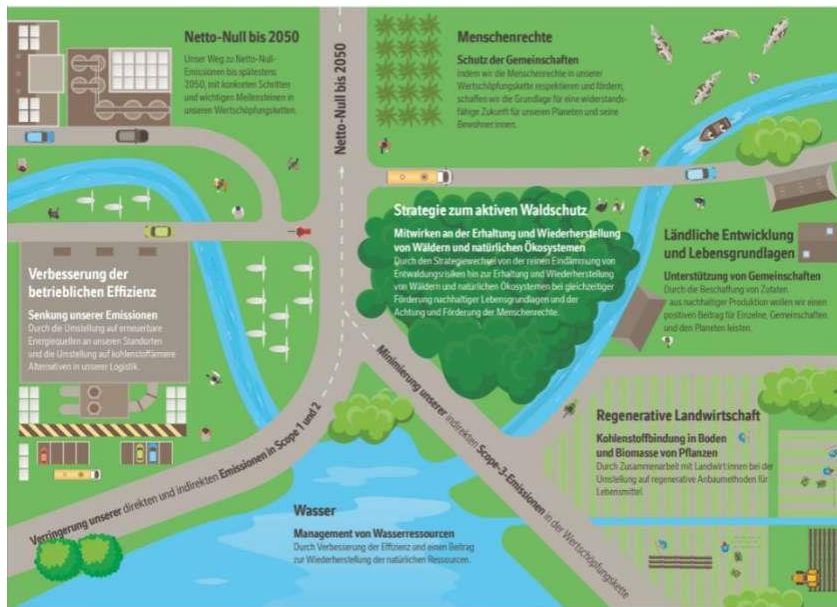 Netto-Null bis 2050
Unser Weg zu Netto-Null-
Emissionen bis spätestens
2050, mit konkreten Schritten
und wichtigen Meilensteinen in
unseren Wertschöpfungsketten.
Netto-Null bis 2050
Menschenrechte
Schutz der Gemeinschaften
Indem wir die Menschenrechte in unserer
Wertschöpfungskette respektieren und fördern,
schaffen wir die Grundlage für eine widerstands-
fähige Zukunft für unseren Planeten und seine
Bewohner:innen.
Strategie zum aktiven Waldschutz
Mitwirken an der Erhaltung und Wiederherstellung
von Wäldern und natürlichen Ökosystemen
Durch den Strategiewechsel von der reinen Eindämmung von
Entwaldungsrisiken hin zur Erhaltung und Wiederherstellung
von Wäldern und natürlichen Ökosystemen bei gleichzeitiger
Förderung nachhaltiger Lebensgrundlagen und der
Achtung und Förderung der Menschenrechte.
Ländliche Entwicklung
und Lebensgrundlagen
Unterstützung von Gemeinschaften
Durch die Beschaffung von Zutaten
aus nachhaltiger Produktion wollen wir einen
positiven Beitrag für Einzelne, Gemeinschaften
und den Planeten leisten.
Verbesserung der
betrieblichen Effizienz
Senkung unserer Emissionen
Durch die Umstellung auf erneuerbare
Energiequellen an unseren Standorten
und die Umstellung auf kohlenstoffärmere
Alternativen in unserer Logistik.
Regenerative Landwirtschaft
Kohlenstoffbindung in Boden
und Biomasse von Pflanzen
Durch Zusammenarbeit mit Landwirt:innen bei der
Umstellung auf regenerative Anbaumethoden für
Lebensmittel.
Verringerung unserer direkten und indirekten Emissionen in Scope 1 und 2
Minimierung unserer indirekten Scope-3-Emissionen in der Wertschöpfungskette
Wasser
Management von Wasserressourcen
Durch Verbesserung der Effizienz und einen Beitrag
zur Wiederherstellung der natürlichen Ressourcen.